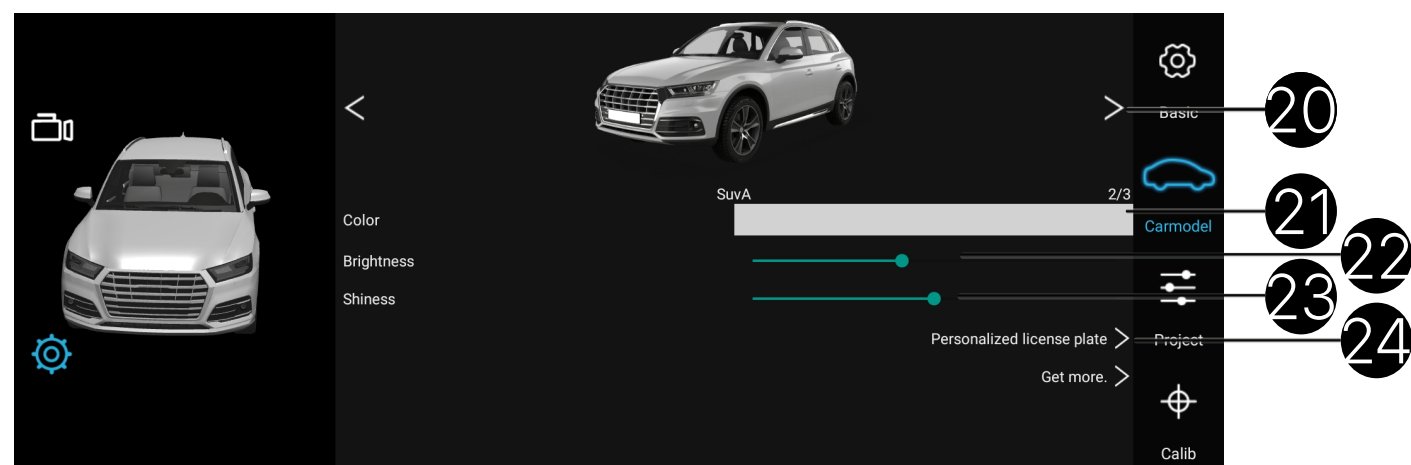 Basic
20
SuvA 2/3
Color
21
Carmodel
Brightness
22
Shiness
23
Personalized license plate
Project
24
Get more.
Calib